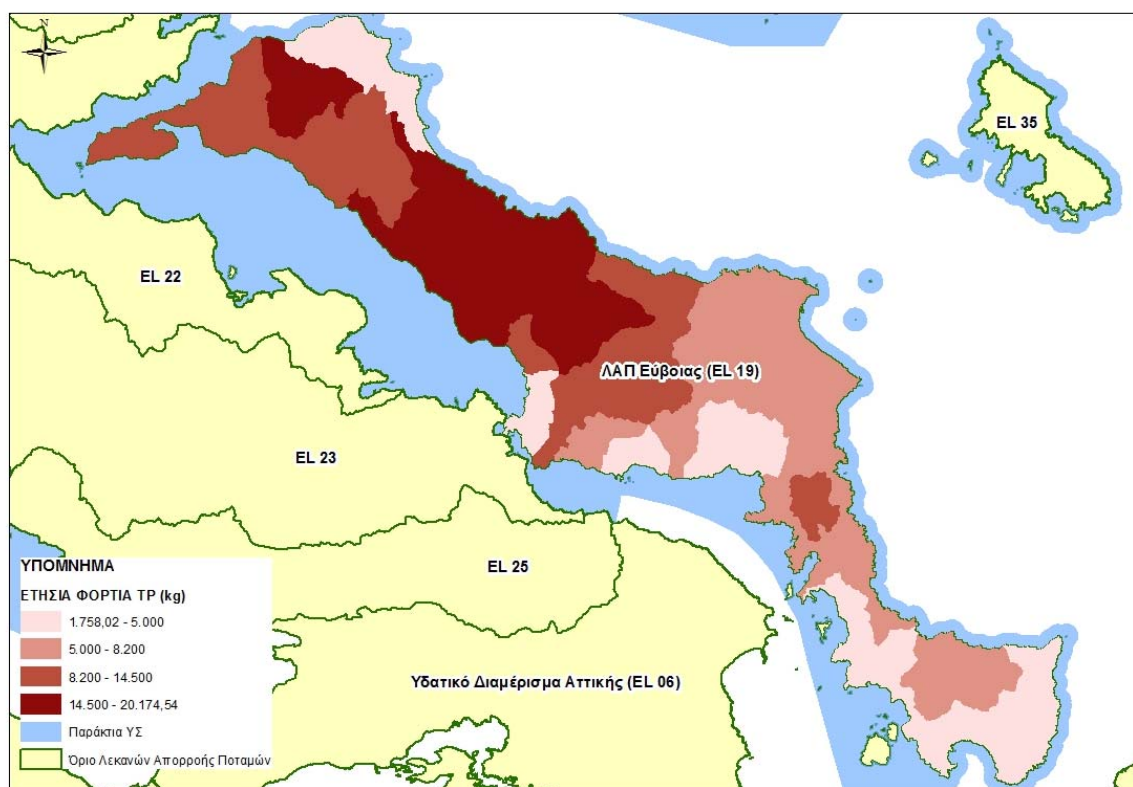 N
EL 35
EL 22
ΛΑΠ Εύβοιας (EL 19)
EL 23
EL 25
Υδατικό Διαμέρισμα Αττικής (EL 06)
ΥΠΟΜΝΗΜΑ
ΕΤΗΣΙΑ ΦΟΡΤΙΑ TP (kg)
1.758,02 - 5.000
5.000 - 8.200
8.200 - 14.500
14.500 - 20.174,54
Παράκτια ΥΣ
Όριο Λεκανών Απορροής Ποταμών